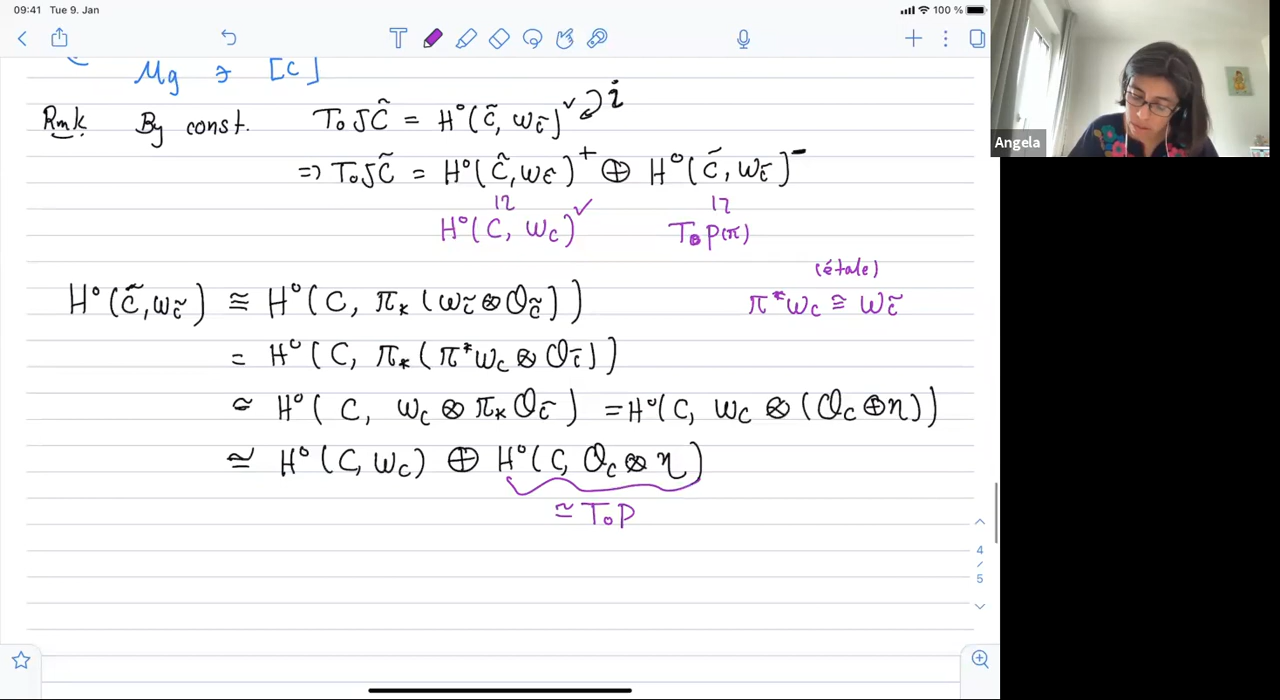 09:41 Tue 9. Jan
100 %
Mg ∋ [C]
Rmk By const. T₀JC̃ = H⁰(C̃, ω_C̃)^∨ ↺ i
=> T₀JC̃ = H⁰(C̃, ω_C̃)⁺ ⊕ H⁰(C̃, ω_C̃)⁻
H⁰(C, ω_C)^∨ T₀P(π)
(étale)
H⁰(C̃, ω_C̃) ≅ H⁰(C, π_*(ω_C̃ ⊗ O_C̃)) π*ω_C ≅ ω_C̃
= H⁰(C, π_*(π*ω_C ⊗ O_C̃))
≃ H⁰(C, ω_C ⊗ π_*O_C̃) = H⁰(C, ω_C ⊗ (O_C ⊕ η))
≃ H⁰(C, ω_C) ⊕ H⁰(C, O_C ⊗ η)
≃ T₀P
Angela
4
/
5